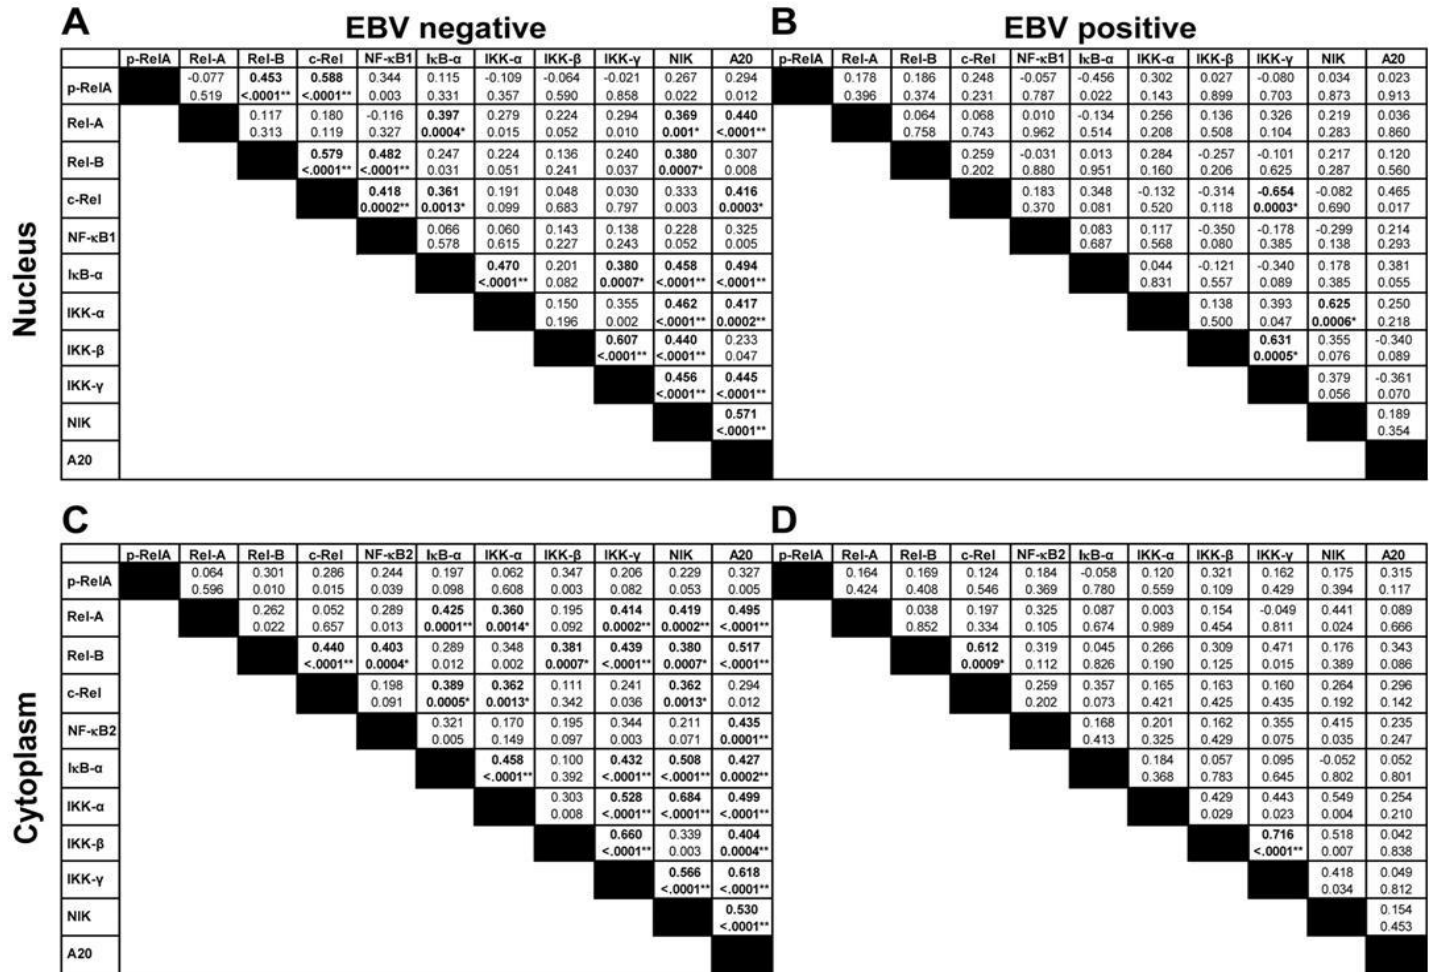 A EBV negative B EBV positive
p-RelA Rel-A Rel-B c-Rel NF-κB1 IκB-α IKK-α IKK-β IKK-γ NIK A20 p-RelA Rel-A Rel-B c-Rel NF-κB1 IκB-α IKK-α IKK-β IKK-γ NIK A20
p-RelA -0.077 0.453 0.588 0.344 0.115 -0.109 -0.064 -0.021 0.267 0.294 p-RelA 0.178 0.186 0.248 -0.057 -0.456 0.302 0.027 -0.080 0.034 0.023
0.519 <.0001** <.0001** 0.003 0.331 0.357 0.590 0.858 0.022 0.012 0.396 0.374 0.231 0.787 0.022 0.143 0.899 0.703 0.873 0.913
Rel-A 0.117 0.180 -0.116 0.397 0.279 0.224 0.294 0.369 0.440 0.064 0.068 0.010 -0.134 0.256 0.136 0.326 0.219 0.036
0.313 0.119 0.327 0.0004* 0.015 0.052 0.010 0.001* <.0001** 0.758 0.743 0.962 0.514 0.208 0.508 0.104 0.283 0.860
Rel-B 0.579 0.482 0.247 0.224 0.136 0.240 0.380 0.307 0.259 -0.031 0.013 0.284 -0.257 -0.101 0.217 0.120
<.0001** <.0001** 0.031 0.051 0.241 0.037 0.0007* 0.008 0.202 0.880 0.951 0.160 0.206 0.625 0.287 0.560
c-Rel 0.418 0.361 0.191 0.048 0.030 0.333 0.416 0.183 0.348 -0.132 -0.314 -0.654 -0.082 0.465
0.0002** 0.0013* 0.099 0.683 0.797 0.003 0.0003* 0.370 0.081 0.520 0.118 0.0003* 0.690 0.017
NF-κB1 0.066 0.060 0.143 0.138 0.228 0.325 0.083 0.117 -0.350 -0.178 -0.299 0.214
0.578 0.615 0.227 0.243 0.052 0.005 0.687 0.568 0.080 0.385 0.138 0.293
IκB-α 0.470 0.201 0.380 0.458 0.494 0.044 -0.121 -0.340 0.178 0.381
<.0001** 0.082 0.0007* <.0001** <.0001** 0.831 0.557 0.089 0.385 0.055
IKK-α 0.150 0.355 0.462 0.417 0.138 0.393 0.625 0.250
0.196 0.002 <.0001** 0.0002** 0.500 0.047 0.0006* 0.218
IKK-β 0.607 0.440 0.233 0.631 0.355 -0.340
<.0001** <.0001** 0.047 0.0005* 0.076 0.089
IKK-γ 0.456 0.445 0.379 -0.361
<.0001** <.0001** 0.056 0.070
NIK 0.571 0.189
<.0001** 0.354
A20
Nucleus
C D
p-RelA Rel-A Rel-B c-Rel NF-κB2 IκB-α IKK-α IKK-β IKK-γ NIK A20 p-RelA Rel-A Rel-B c-Rel NF-κB2 IκB-α IKK-α IKK-β IKK-γ NIK A20
p-RelA 0.064 0.301 0.286 0.244 0.197 0.062 0.347 0.206 0.229 0.327 0.164 0.169 0.124 0.184 -0.058 0.120 0.321 0.162 0.175 0.315
0.596 0.010 0.015 0.039 0.098 0.608 0.003 0.082 0.053 0.005 0.424 0.408 0.546 0.369 0.780 0.559 0.109 0.429 0.394 0.117
Rel-A 0.262 0.052 0.289 0.425 0.360 0.195 0.414 0.419 0.495 0.038 0.197 0.325 0.087 0.003 0.154 -0.049 0.441 0.089
0.022 0.657 0.013 0.0001** 0.0014* 0.092 0.0002** 0.0002** <.0001** 0.852 0.334 0.105 0.674 0.989 0.454 0.811 0.024 0.666
Rel-B 0.440 0.403 0.289 0.348 0.381 0.439 0.380 0.517 0.612 0.319 0.045 0.266 0.309 0.471 0.176 0.343
<.0001** 0.0004* 0.012 0.002 0.0007* <.0001** 0.0007* <.0001** 0.0009* 0.112 0.826 0.190 0.125 0.015 0.389 0.086
c-Rel 0.198 0.389 0.362 0.111 0.241 0.362 0.294 0.259 0.357 0.165 0.163 0.160 0.264 0.296
0.091 0.0005* 0.0013* 0.342 0.036 0.0013* 0.012 0.202 0.073 0.421 0.425 0.435 0.192 0.142
NF-κB2 0.321 0.170 0.195 0.344 0.211 0.435 0.168 0.201 0.162 0.355 0.415 0.235
0.005 0.149 0.097 0.003 0.071 0.0001** 0.413 0.325 0.429 0.075 0.035 0.247
IκB-α 0.458 0.100 0.432 0.508 0.427 0.184 0.057 0.095 -0.052 0.052
<.0001** 0.392 <.0001** <.0001** 0.0002** 0.368 0.783 0.645 0.802 0.801
IKK-α 0.303 0.528 0.684 0.499 0.429 0.443 0.549 0.254
0.008 <.0001** <.0001** <.0001** 0.029 0.023 0.004 0.210
IKK-β 0.660 0.339 0.404 0.716 0.518 0.042
<.0001** 0.003 0.0004** <.0001** 0.007 0.838
IKK-γ 0.566 0.618 0.418 0.049
<.0001** <.0001** 0.034 0.812
NIK 0.530 0.154
<.0001** 0.453
A20
Cytoplasm